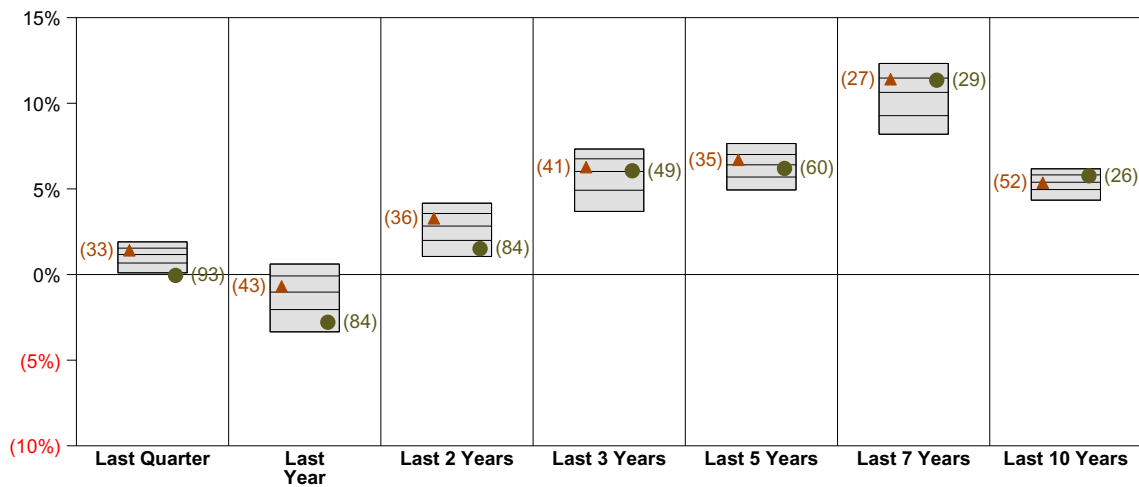 15%
10%
5%
0%
(5%)
(10%)
(33)
(93)
(43)
(84)
(36)
(84)
(41)
(49)
(35)
(60)
(27)
(29)
(52)
(26)
Last Quarter
Last
Year
Last 2 Years
Last 3 Years
Last 5 Years
Last 7 Years
Last 10 Years